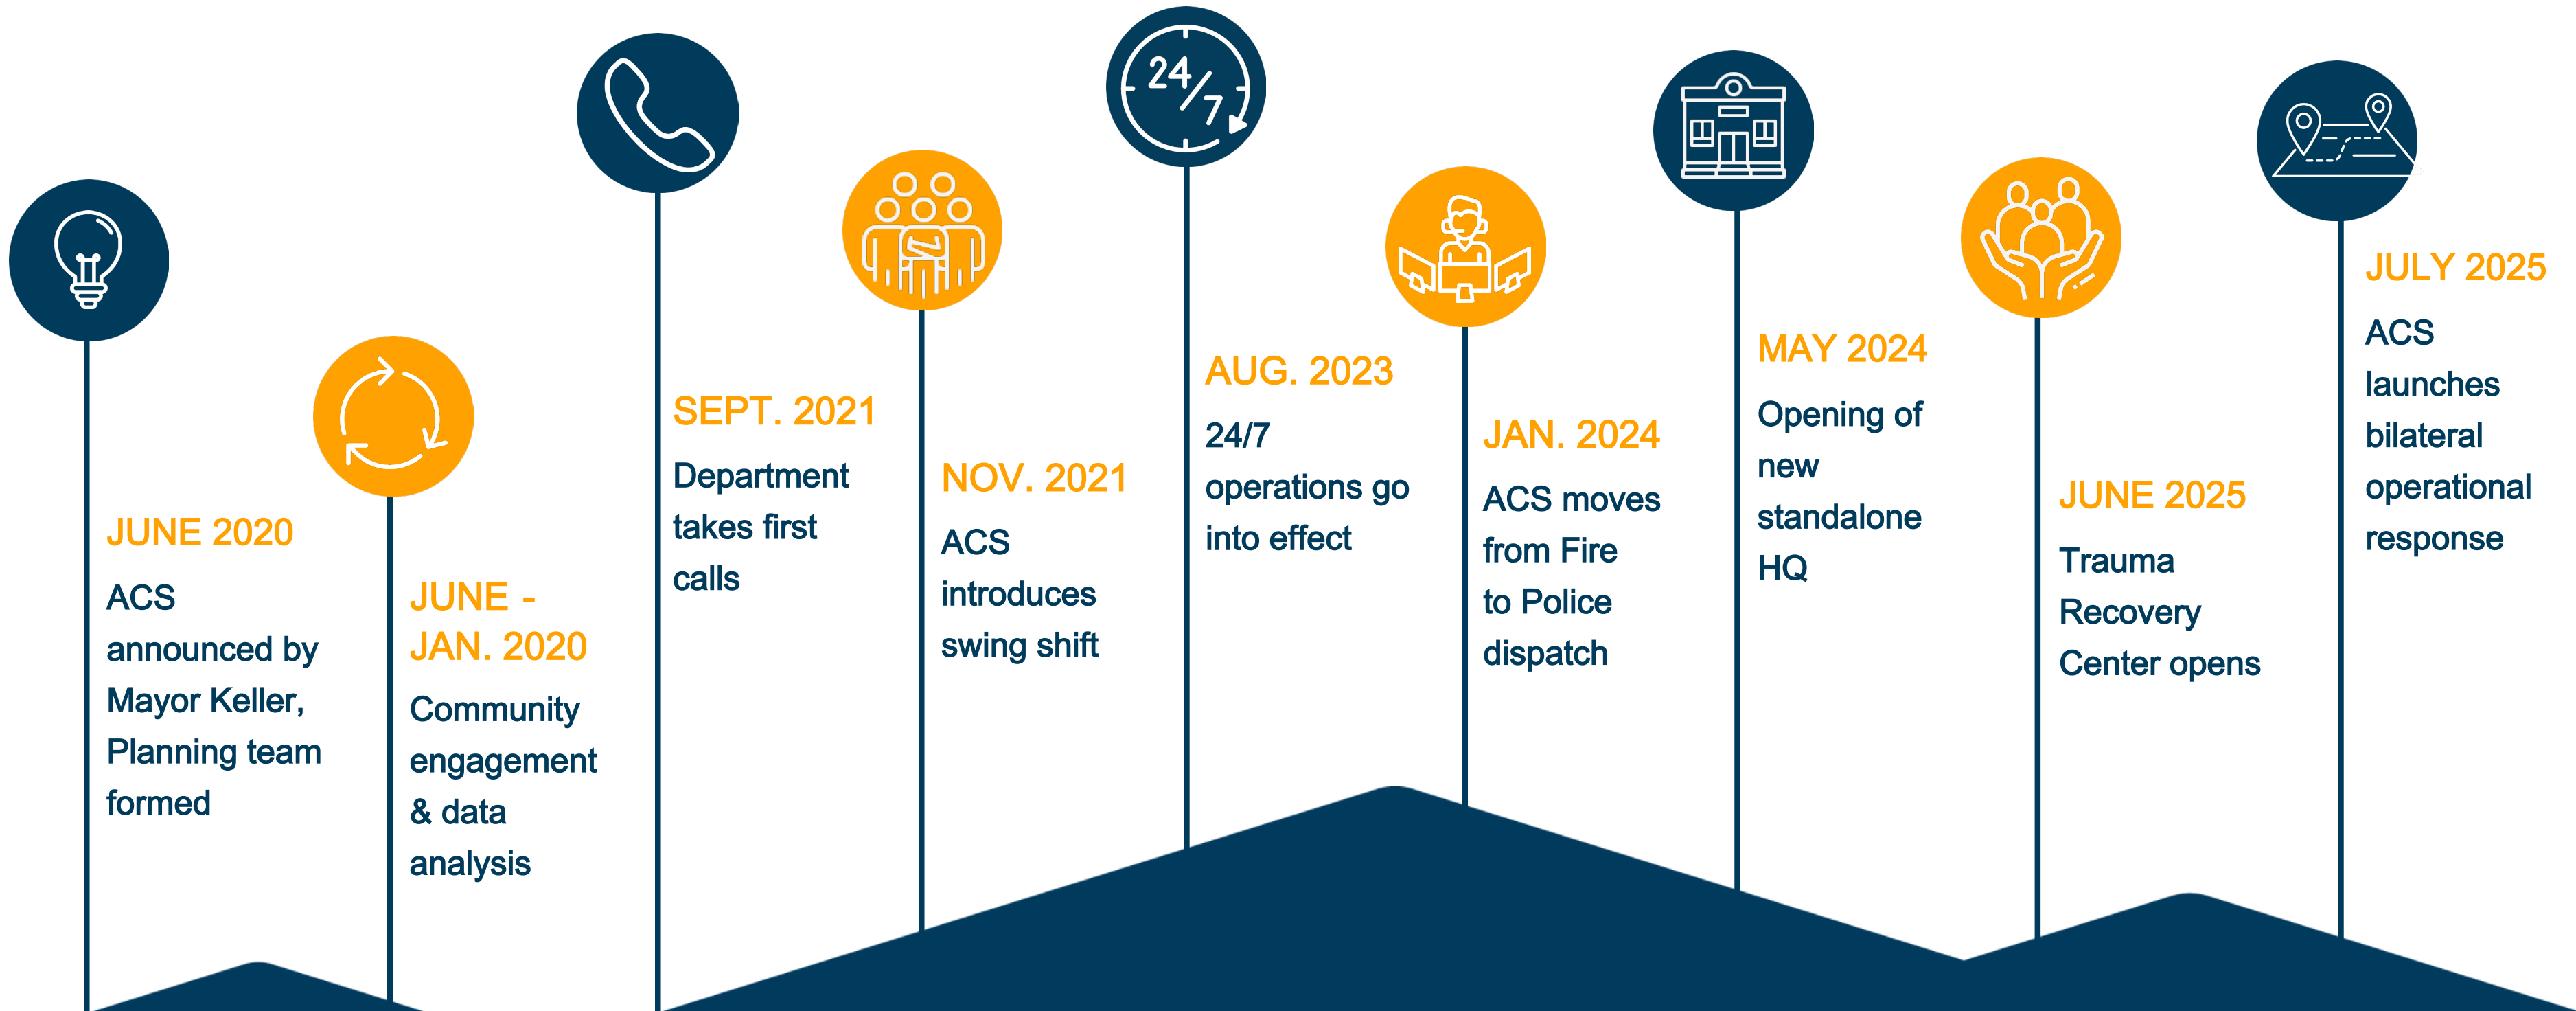 JUNE 2020
ACS
announced by
Mayor Keller,
Planning team
formed
JUNE -
JAN. 2020
Community
engagement
& data
analysis
SEPT. 2021
Department
takes first
calls
NOV. 2021
ACS
introduces
swing shift
24/7
AUG. 2023
24/7
operations go
into effect
JAN. 2024
ACS moves
from Fire
to Police
dispatch
MAY 2024
Opening of
new
standalone
HQ
JUNE 2025
Trauma
Recovery
Center opens
JULY 2025
ACS
launches
bilateral
operational
response